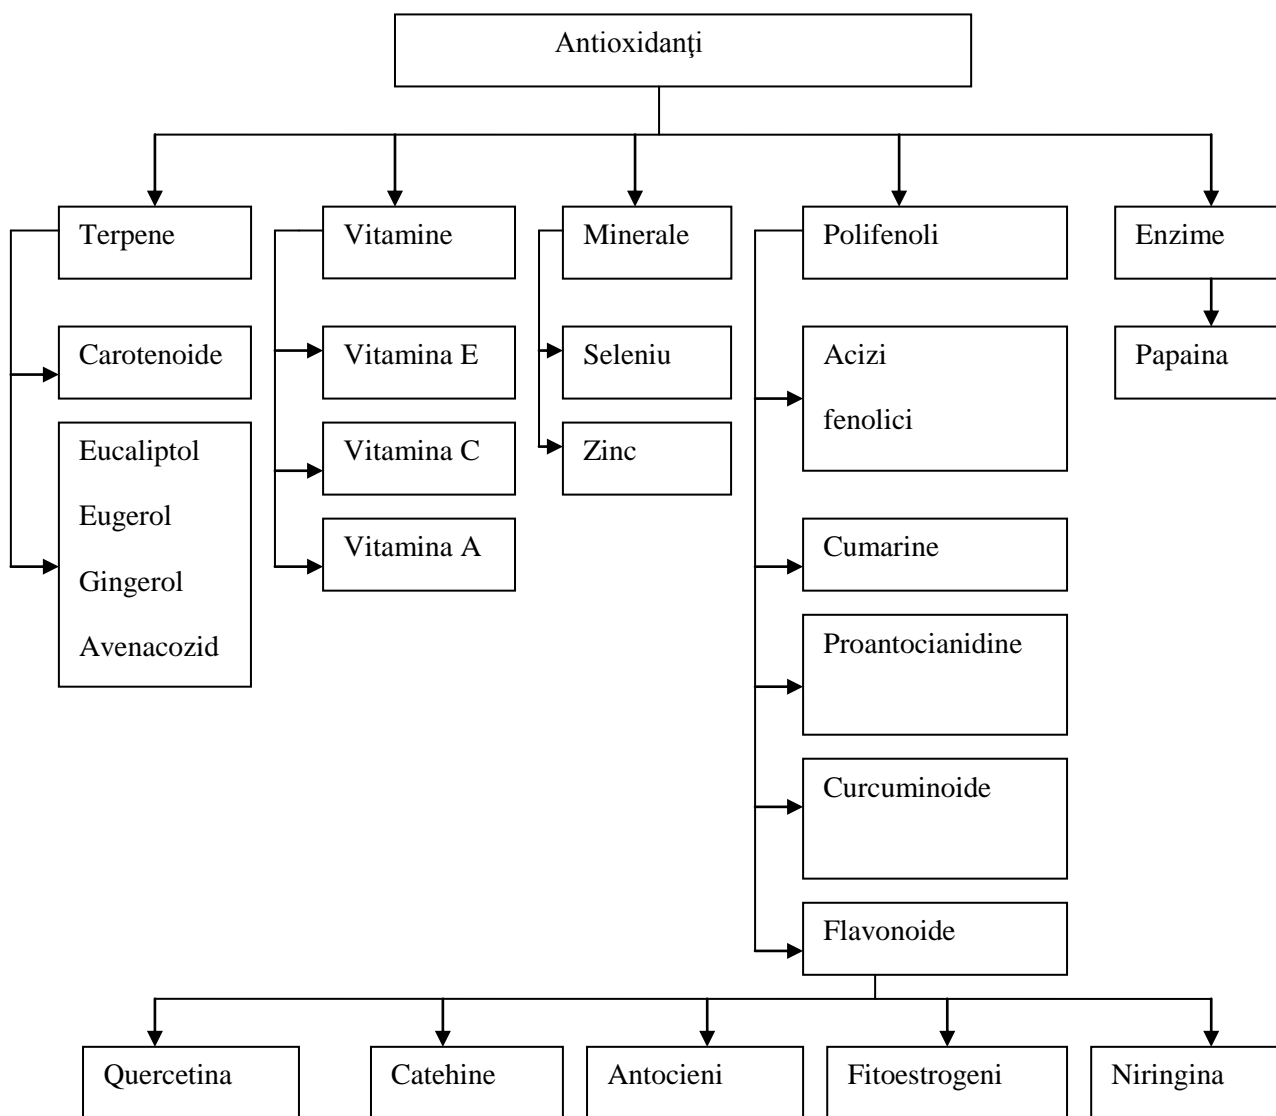 Antioxidanţi
Terpene
Vitamine
Minerale
Polifenoli
Enzime
Carotenoide
Vitamina E
Seleniu
Acizi
fenolici
Papaina
Eucaliptol
Eugerol
Gingerol
Avenacozid
Vitamina C
Zinc
Vitamina A
Cumarine
Proantocianidine
Curcuminoide
Flavonoide
Quercetina
Catehine
Antocieni
Fitoestrogeni
Niringina